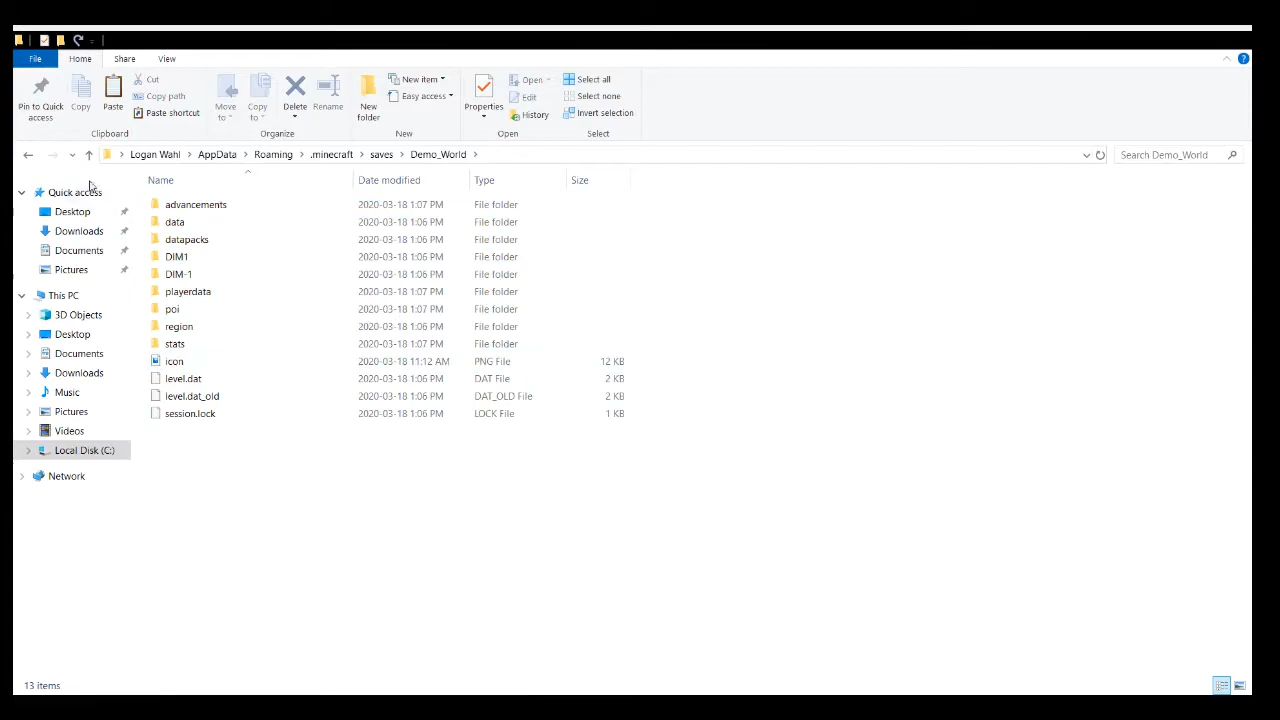 File Home Share View
Pin to Quick access
Copy
Paste
Cut
Copy path
Paste shortcut
Clipboard
Move to
Copy to
Delete
Rename
Organize
New folder
New item
Easy access
New
Properties
Open
Edit
History
Open
Select all
Select none
Invert selection
Select
Logan Wahl AppData Roaming .minecraft saves Demo_World
Search Demo_World
Quick access
Desktop
Downloads
Documents
Pictures
This PC
3D Objects
Desktop
Documents
Downloads
Music
Pictures
Videos
Local Disk (C:)
Network
Name Date modified Type Size
advancements 2020-03-18 1:07 PM File folder
data 2020-03-18 1:06 PM File folder
datapacks 2020-03-18 1:06 PM File folder
DIM1 2020-03-18 1:06 PM File folder
DIM-1 2020-03-18 1:06 PM File folder
playerdata 2020-03-18 1:07 PM File folder
poi 2020-03-18 1:07 PM File folder
region 2020-03-18 1:06 PM File folder
stats 2020-03-18 1:07 PM File folder
icon 2020-03-18 11:12 AM PNG File 12 KB
level.dat 2020-03-18 1:06 PM DAT File 2 KB
level.dat_old 2020-03-18 1:06 PM DAT_OLD File 2 KB
session.lock 2020-03-18 1:06 PM LOCK File 1 KB
13 items